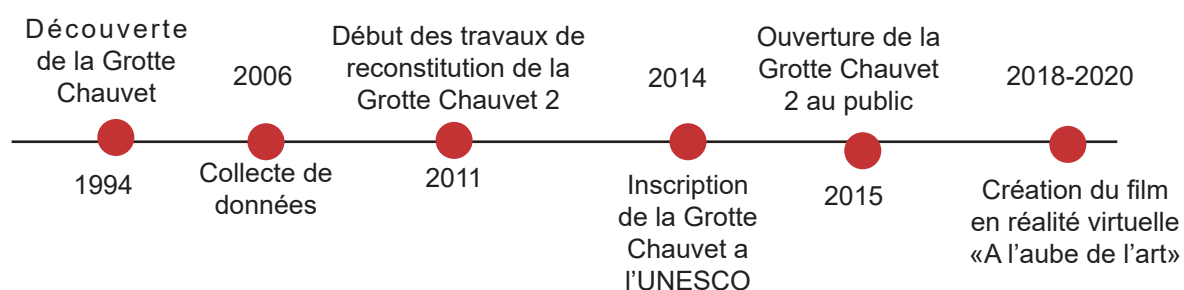 Découverte
de la Grotte
Chauvet
1994
2006
Collecte de
données
Début des travaux de
reconstitution de la
Grotte Chauvet 2
2011
2014
Inscription
de la Grotte
Chauvet a
l’UNESCO
Ouverture de la
Grotte Chauvet
2 au public
2015
2018-2020
Création du film
en réalité virtuelle
«A l’aube de l’art»